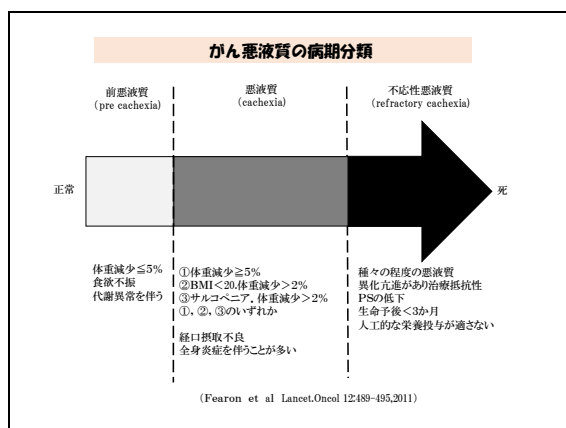 がん悪液質の病期分類
前悪液質
(pre cachexia)
悪液質
(cachexia)
不応性悪液質
(refractory cachexia)
正常
死
体重減少≦5%
食欲不振
代謝異常を伴う
①体重減少≧5%
②BMI<20.体重減少>2%
③サルコペニア.体重減少>2%
①,②,③のいずれか
経口摂取不良
全身炎症を伴うことが多い
種々の程度の悪液質
異化亢進があり治療抵抗性
PSの低下
生命予後<3か月
人工的な栄養投与が適さない
(Fearon et al Lancet.Oncol 12:489-495,2011)